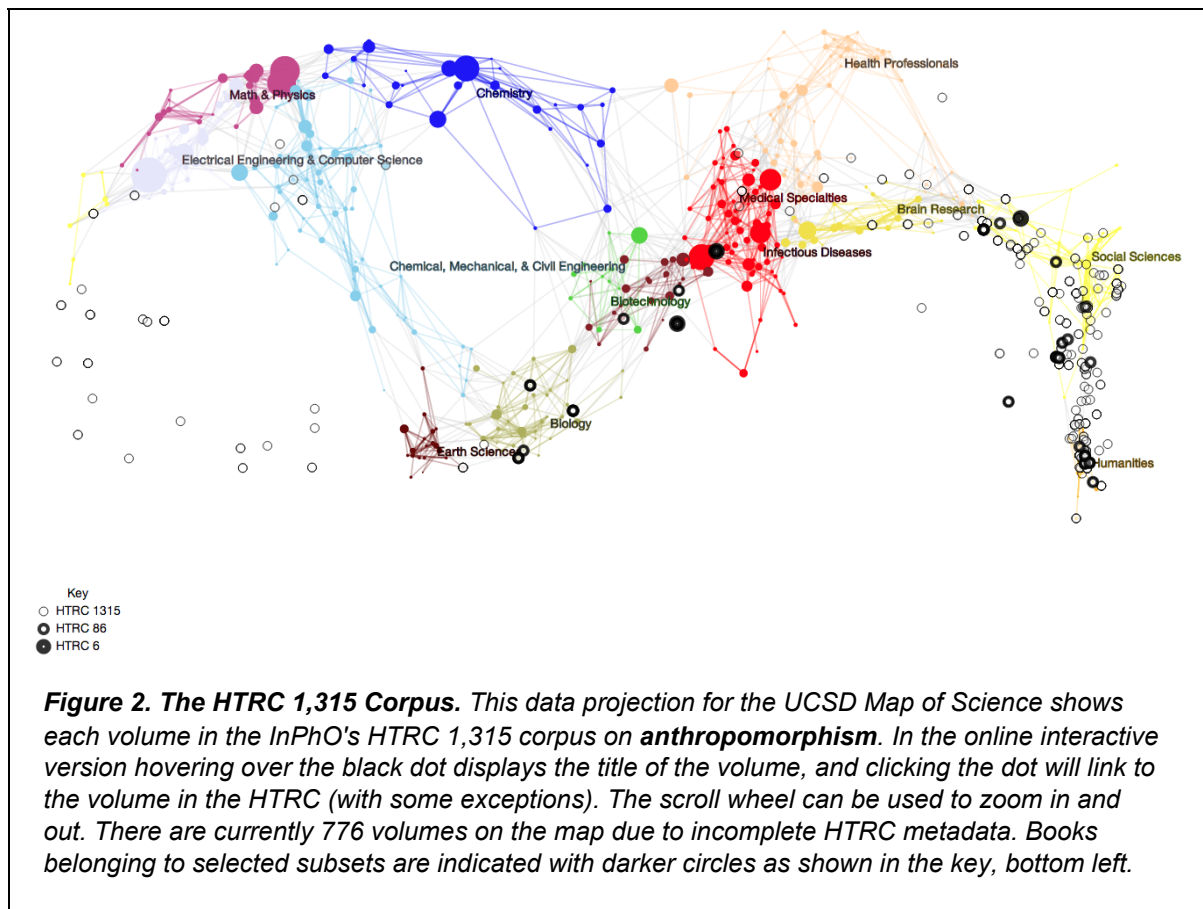 Health Professionals
Math & Physics
Chemistry
Electrical Engineering & Computer Science
Medical Specialties
Brain Research
Infectious Diseases
Social Sciences
Chemical, Mechanical, & Civil Engineering
Biotechnology
Biology
Earth Sciences
Humanities
Key
HTRC 1315
HTRC 86
HTRC 6
Figure 2. The HTRC 1,315 Corpus. This data projection for the UCSD Map of Science shows
each volume in the InPhO's HTRC 1,315 corpus on anthropomorphism. In the online interactive
version hovering over the black dot displays the title of the volume, and clicking the dot will link to
the volume in the HTRC (with some exceptions). The scroll wheel can be used to zoom in and
out. There are currently 776 volumes on the map due to incomplete HTRC metadata. Books
belonging to selected subsets are indicated with darker circles as shown in the key, bottom left.